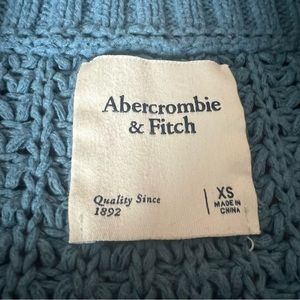 Abercrombie
& Fitch
Quality Since
1892
XS
MADE IN
CHINA